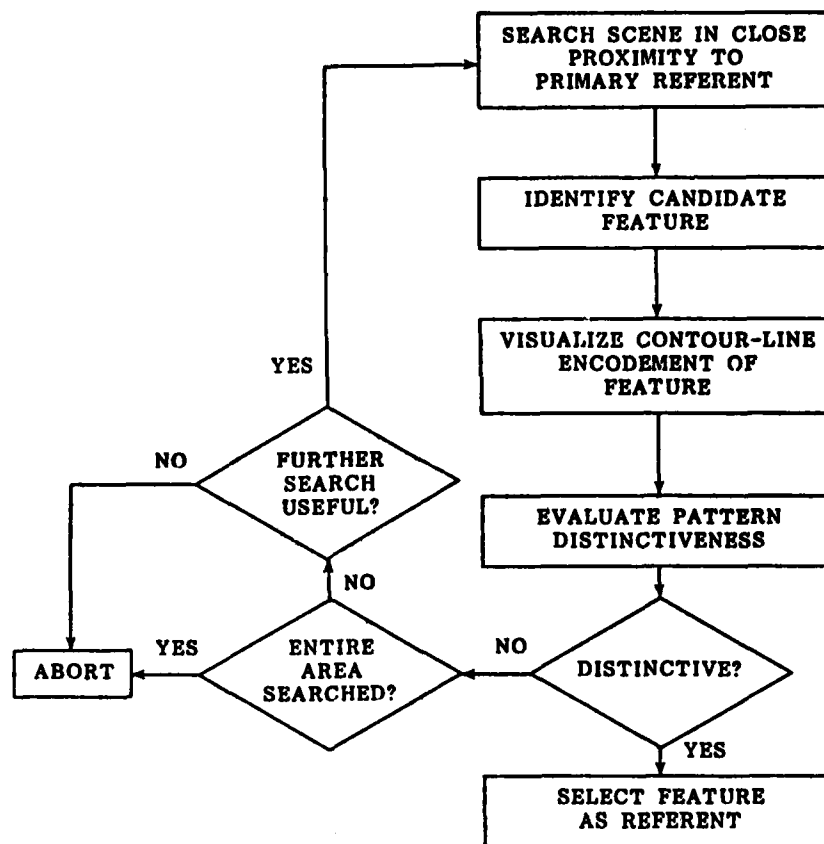 SEARCH SCENE IN CLOSE
PROXIMITY TO
PRIMARY REFERENT
IDENTIFY CANDIDATE
FEATURE
VISUALIZE CONTOUR-LINE
ENCODEMENT OF
FEATURE
YES
NO
FURTHER
SEARCH
USEFUL?
EVALUATE PATTERN
DISTINCTIVENESS
NO
ABORT
YES
ENTIRE
AREA
SEARCHED?
NO
DISTINCTIVE?
YES
SELECT FEATURE
AS REFERENT